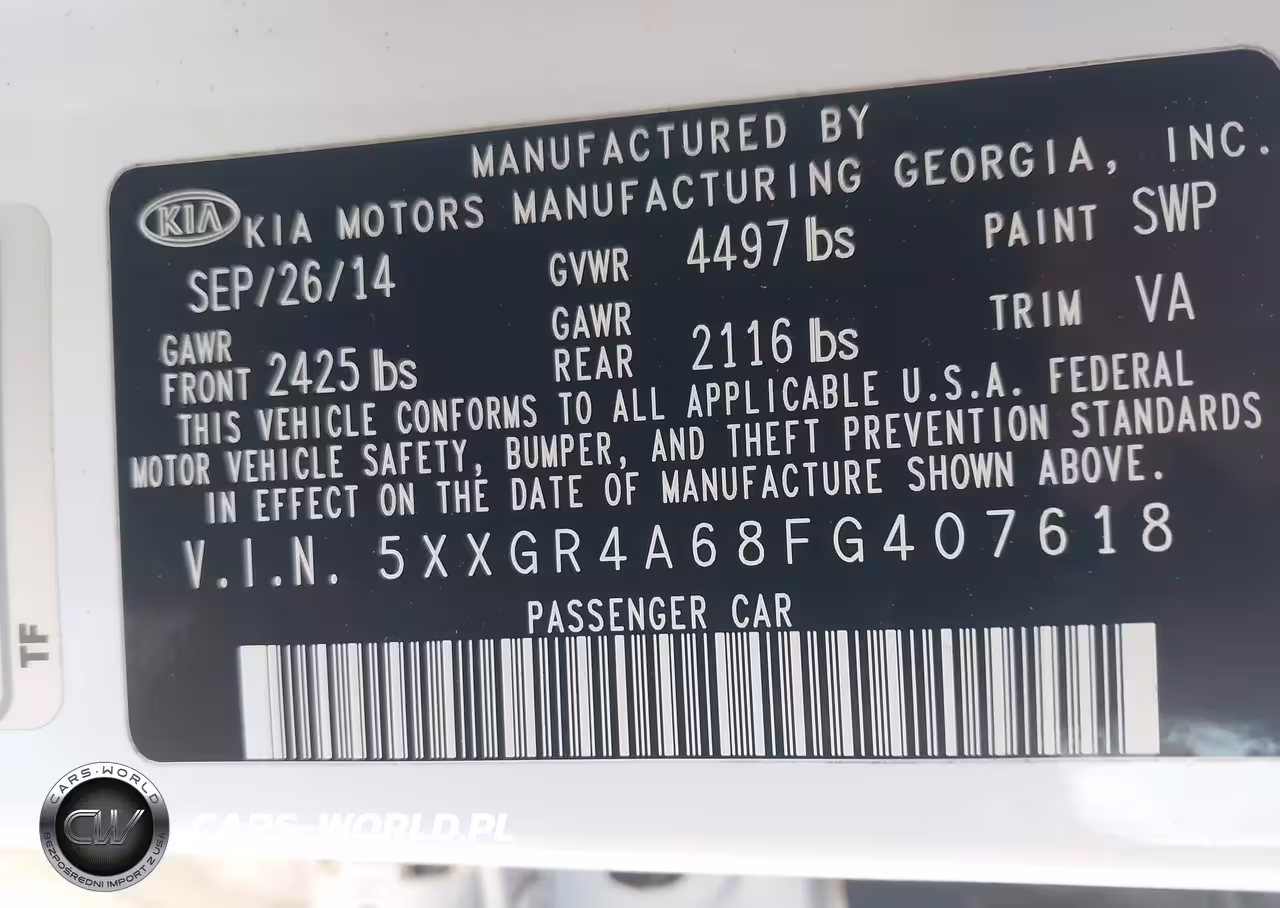 MANUFACTURED BY
KIA KIA MOTORS MANUFACTURING GEORGIA, INC.
SEP/26/14 GVWR 4497 lbs PAINT SWP
GAWR FRONT 2425 lbs GAWR REAR 2116 lbs TRIM VA
THIS VEHICLE CONFORMS TO ALL APPLICABLE U.S.A. FEDERAL
MOTOR VEHICLE SAFETY, BUMPER, AND THEFT PREVENTION STANDARDS
IN EFFECT ON THE DATE OF MANUFACTURE SHOWN ABOVE.
V.I.N. 5XXGR4A68FG407618
PASSENGER CAR
TF
CARS-WORLD
CW
BEZPOŚREDNI IMPORT Z USA
CARS-WORLD.PL